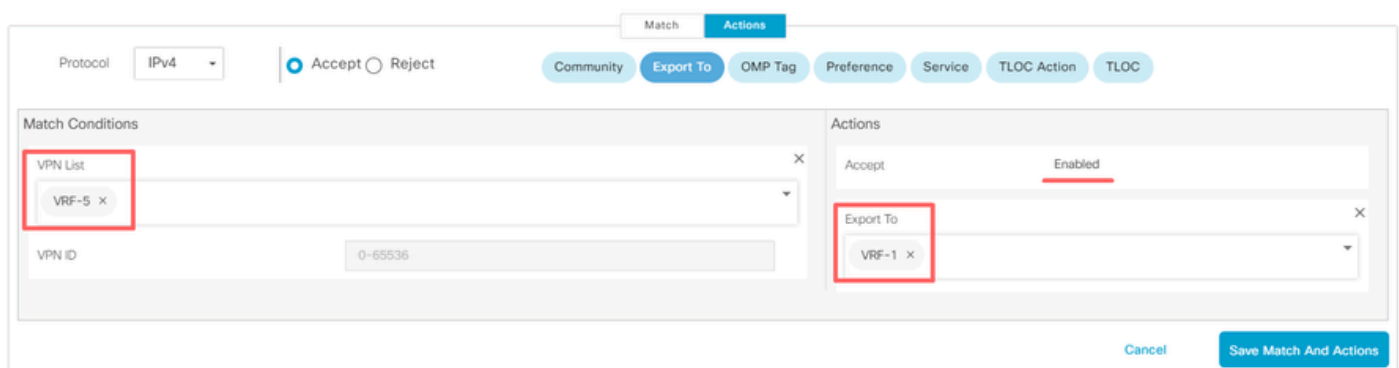 Match Actions
Protocol IPv4 Accept Reject Community Export To OMP Tag Preference Service TLOC Action TLOC
Match Conditions Actions
VPN List × Accept Enabled
VRF-5 × Export To ×
VPN ID 0-65536 VRF-1 ×
Cancel Save Match And Actions